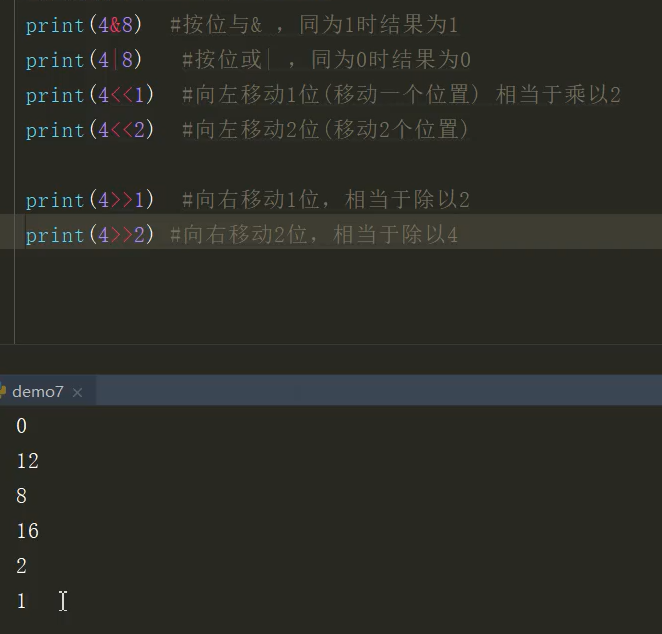 print(4&8)  #按位与& ，同为1时结果为1
print(4|8)   #按位或| ，同为0时结果为0
print(4<<1)  #向左移动1位(移动一个位置) 相当于乘以2
print(4<<2)  #向左移动2位(移动2个位置)
print(4>>1)  #向右移动1位，相当于除以2
print(4>>2) #向右移动2位，相当于除以4
demo7 ×
0
12
8
16
2
1